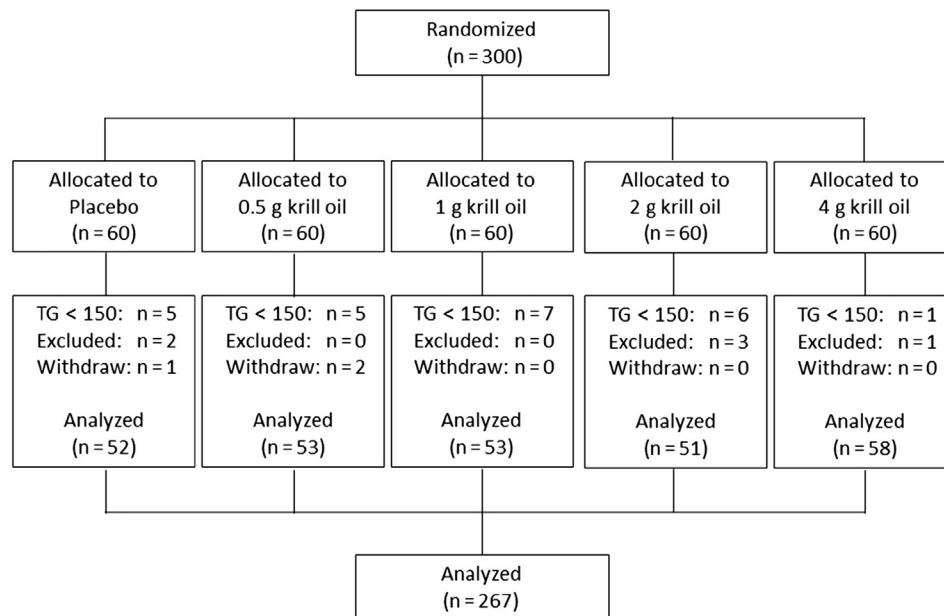 Randomized
(n = 300)
Allocated to
Placebo
(n = 60)
Allocated to
0.5 g krill oil
(n = 60)
Allocated to
1 g krill oil
(n = 60)
Allocated to
2 g krill oil
(n = 60)
Allocated to
4 g krill oil
(n = 60)
TG < 150: n = 5
Excluded: n = 2
Withdraw: n = 1
Analyzed
(n = 52)
TG < 150: n = 5
Excluded: n = 0
Withdraw: n = 2
Analyzed
(n = 53)
TG < 150: n = 7
Excluded: n = 0
Withdraw: n = 0
Analyzed
(n = 53)
TG < 150: n = 6
Excluded: n = 3
Withdraw: n = 0
Analyzed
(n = 51)
TG < 150: n = 1
Excluded: n = 1
Withdraw: n = 0
Analyzed
(n = 58)
Analyzed
(n = 267)